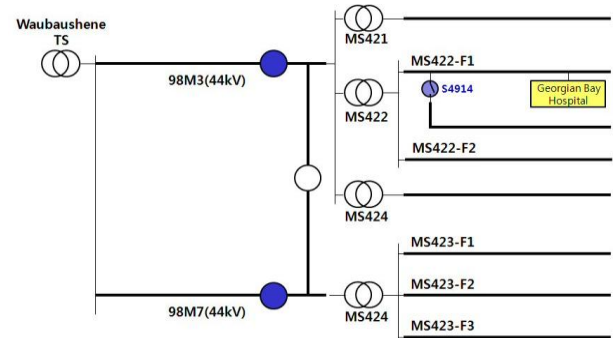 Waubaushene
TS
98M3(44kV)
MS421
MS422-F1
S4914
Georgian Bay
Hospital
MS422
MS422-F2
MS424
MS423-F1
MS423-F2
98M7(44kV)
MS424
MS423-F3